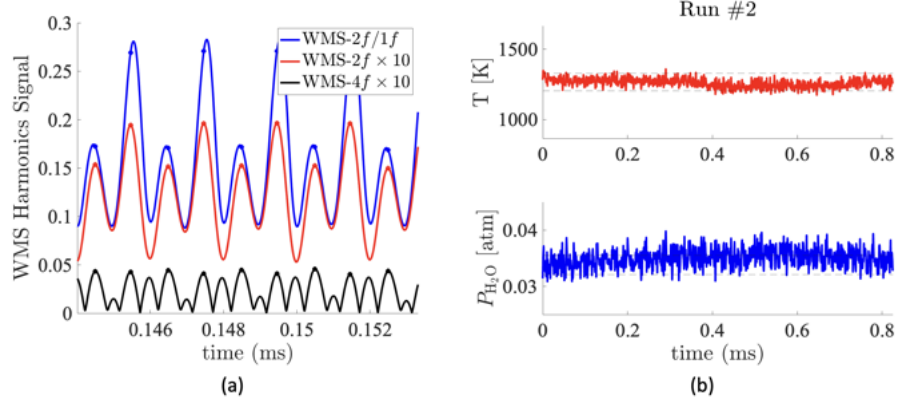 0.3
0.25
0.2
0.15
0.1
0.05
0
WMS Harmonics Signal
WMS-2f/1f
WMS-2f × 10
WMS-4f × 10
0.146
0.148
0.15
0.152
time (ms)
(a)
Run #2
1500
1000
T [K]
0
0.2
0.4
0.6
0.8
0.04
0.03
P_H₂O [atm]
0
0.2
0.4
0.6
0.8
time (ms)
(b)